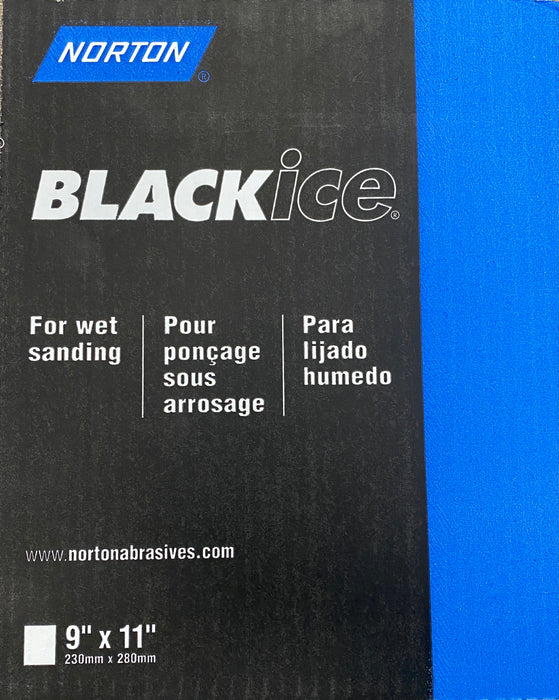 NORTON
®
BLACKice®
For wet
sanding
Pour
ponçage
sous
arrosage
Para
lijado
humedo
www.nortonabrasives.com
9" x 11"
230mm x 280mm